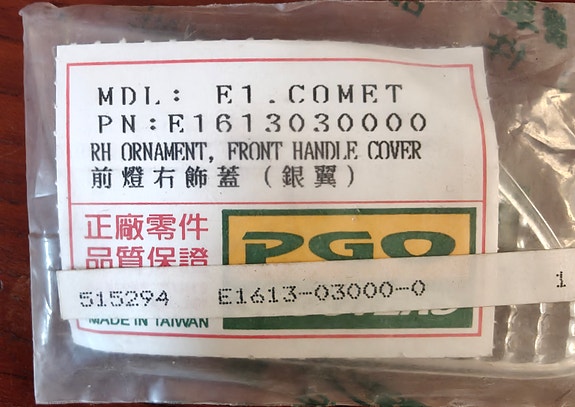 MDL: E1.COMET
PN:E1613030000
RH ORNAMENT, FRONT HANDLE COVER
前燈右飾蓋（銀翼）
正廠零件
品質保證
PGO
515294 E1613-03000-0 1
MADE IN TAIWAN